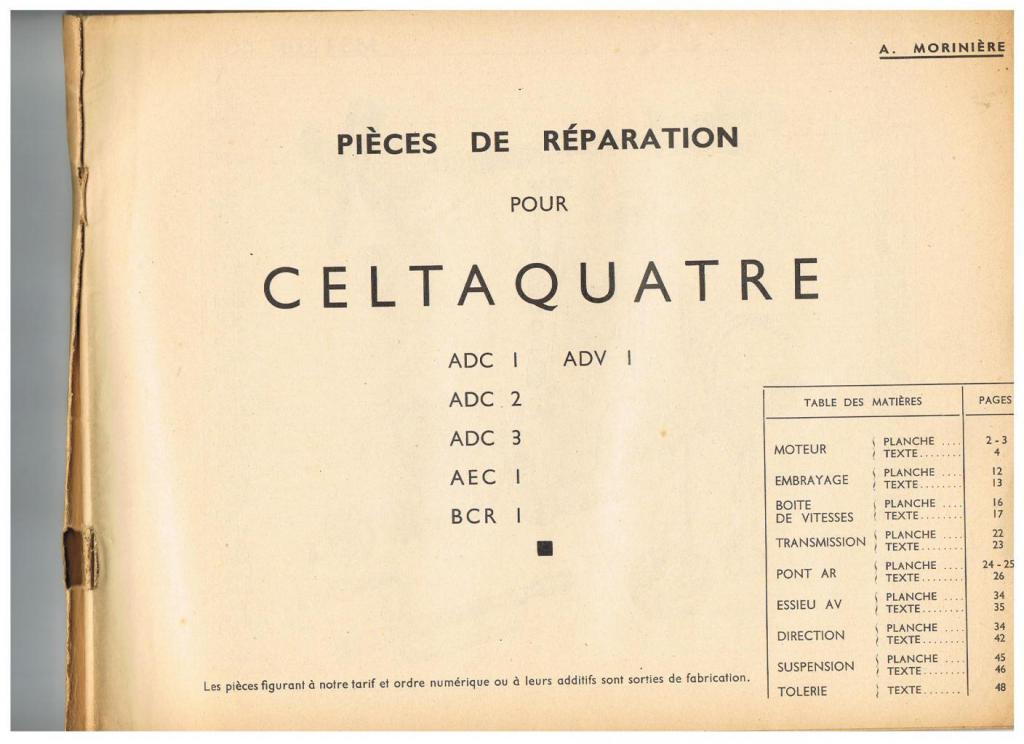 A. MORINIÈRE
PIÈCES DE RÉPARATION
POUR
CELTAQUATRE
ADC 1 ADV 1
ADC 2
ADC 3
AEC 1
BCR 1
TABLE DES MATIÈRES PAGES
MOTEUR PLANCHE .... 2 - 3
TEXTE........ 4
EMBRAYAGE PLANCHE .... 12
TEXTE........ 13
BOITE DE VITESSES PLANCHE .... 16
TEXTE........ 17
TRANSMISSION PLANCHE .... 22
TEXTE........ 23
PONT AR PLANCHE .... 24 - 25
TEXTE........ 26
ESSIEU AV PLANCHE .... 34
TEXTE........ 35
DIRECTION PLANCHE .... 34
TEXTE........ 42
SUSPENSION PLANCHE .... 45
TEXTE........ 46
TOLERIE TEXTE....... 48
Les pièces figurant à notre tarif et ordre numérique ou à leurs additifs sont sorties de fabrication.